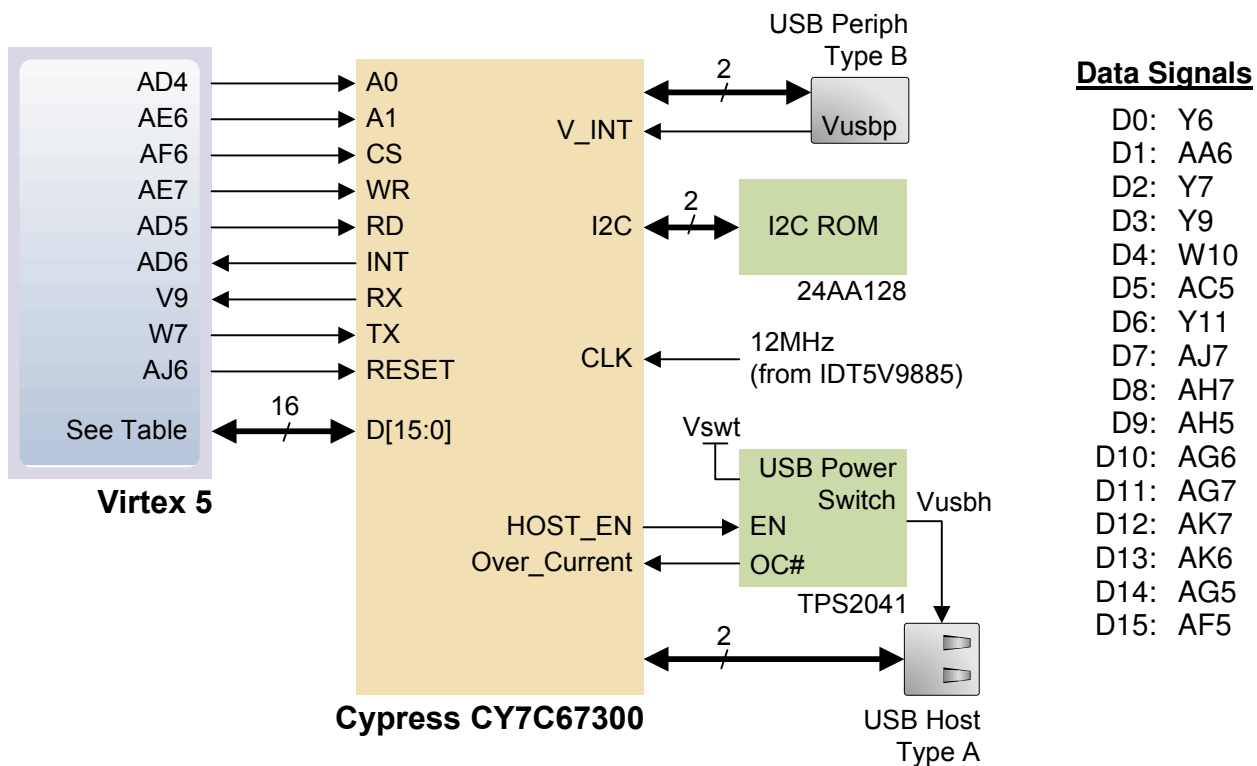 AD4
AE6
AF6
AE7
AD5
AD6
V9
W7
AJ6
See Table
Virtex 5
16
A0
A1
CS
WR
RD
INT
RX
TX
RESET
D[15:0]
V_INT
I2C
CLK
HOST_EN
Over_Current
Cypress CY7C67300
USB Periph
Type B
2
Vusbp
2
I2C ROM
24AA128
12MHz
(from IDT5V9885)
Vswt
USB Power
Switch
EN
OC#
TPS2041
Vusbh
2
USB Host
Type A
Data Signals
D0: Y6
D1: AA6
D2: Y7
D3: Y9
D4: W10
D5: AC5
D6: Y11
D7: AJ7
D8: AH7
D9: AH5
D10: AG6
D11: AG7
D12: AK7
D13: AK6
D14: AG5
D15: AF5